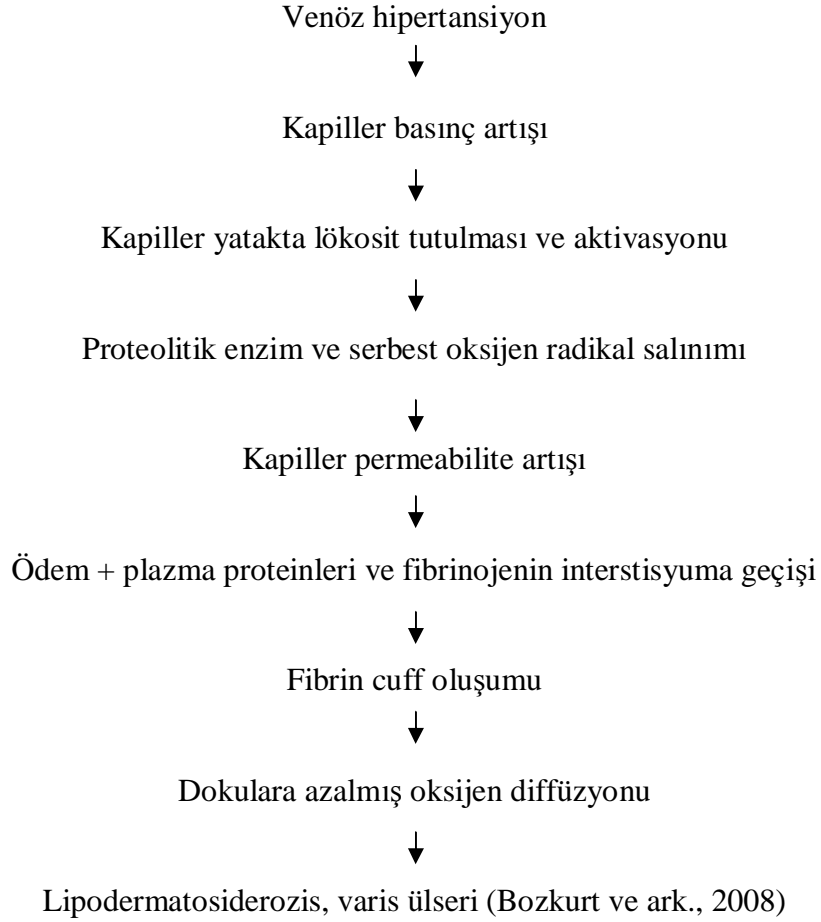 Venöz hipertansiyon
Kapiller basınç artışı
Kapiller yatakta lökosit tutulması ve aktivasyonu
Proteolitik enzim ve serbest oksijen radikal salınımı
Kapiller permeabilite artışı
Ödem + plazma proteinleri ve fibrinojenin interstisyuma geçişi
Fibrin cuff oluşumu
Dokulara azalmış oksijen diffüzyonu
Lipodermatosiderozis, varis ülseri (Bozkurt ve ark., 2008)